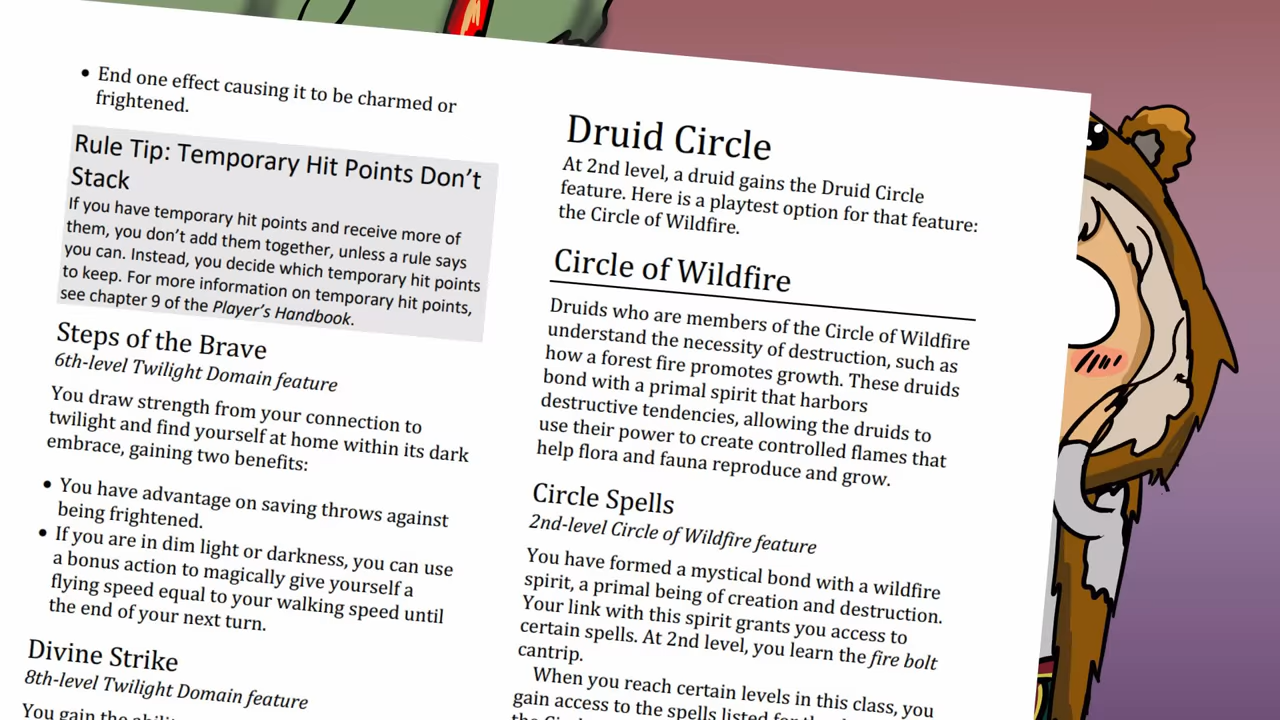 • End one effect causing it to be charmed or
frightened.
Rule Tip: Temporary Hit Points Don’t
Stack
If you have temporary hit points and receive more of
them, you don’t add them together, unless a rule says
you can. Instead, you decide which temporary hit points
to keep. For more information on temporary hit points,
see chapter 9 of the Player’s Handbook.
Steps of the Brave
6th-level Twilight Domain feature
You draw strength from your connection to
twilight and find yourself at home within its dark
embrace, gaining two benefits:
• You have advantage on saving throws against
being frightened.
• If you are in dim light or darkness, you can use
a bonus action to magically give yourself a
flying speed equal to your walking speed until
the end of your next turn.
Divine Strike
8th-level Twilight Domain feature
You gain the
Druid Circle
At 2nd level, a druid gains the Druid Circle
feature. Here is a playtest option for that feature:
the Circle of Wildfire.
Circle of Wildfire
Druids who are members of the Circle of Wildfire
understand the necessity of destruction, such as
how a forest fire promotes growth. These druids
bond with a primal spirit that harbors
destructive tendencies, allowing the druids to
use their power to create controlled flames that
help flora and fauna reproduce and grow.
Circle Spells
2nd-level Circle of Wildfire feature
You have formed a mystical bond with a wildfire
spirit, a primal being of creation and destruction.
Your link with this spirit grants you access to
certain spells. At 2nd level, you learn the fire bolt
cantrip.
When you reach certain levels in this class, you
gain access to the spells listed for